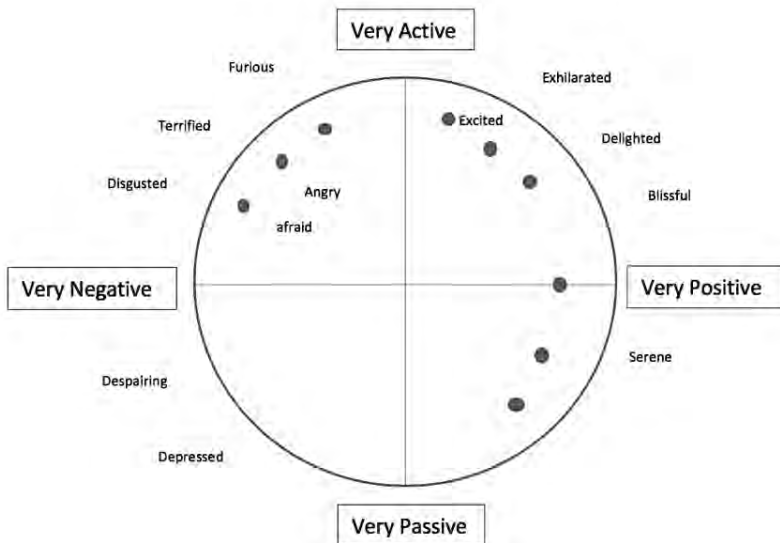 Very Active
Furious
Exhilarated
Terrified
Excited
Delighted
Disgusted
Angry
Blissful
afraid
Very Negative
Very Positive
Serene
Despairing
Depressed
Very Passive